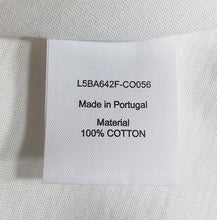 L5BA642F-CO056
Made in Portugal
Material
100% COTTON